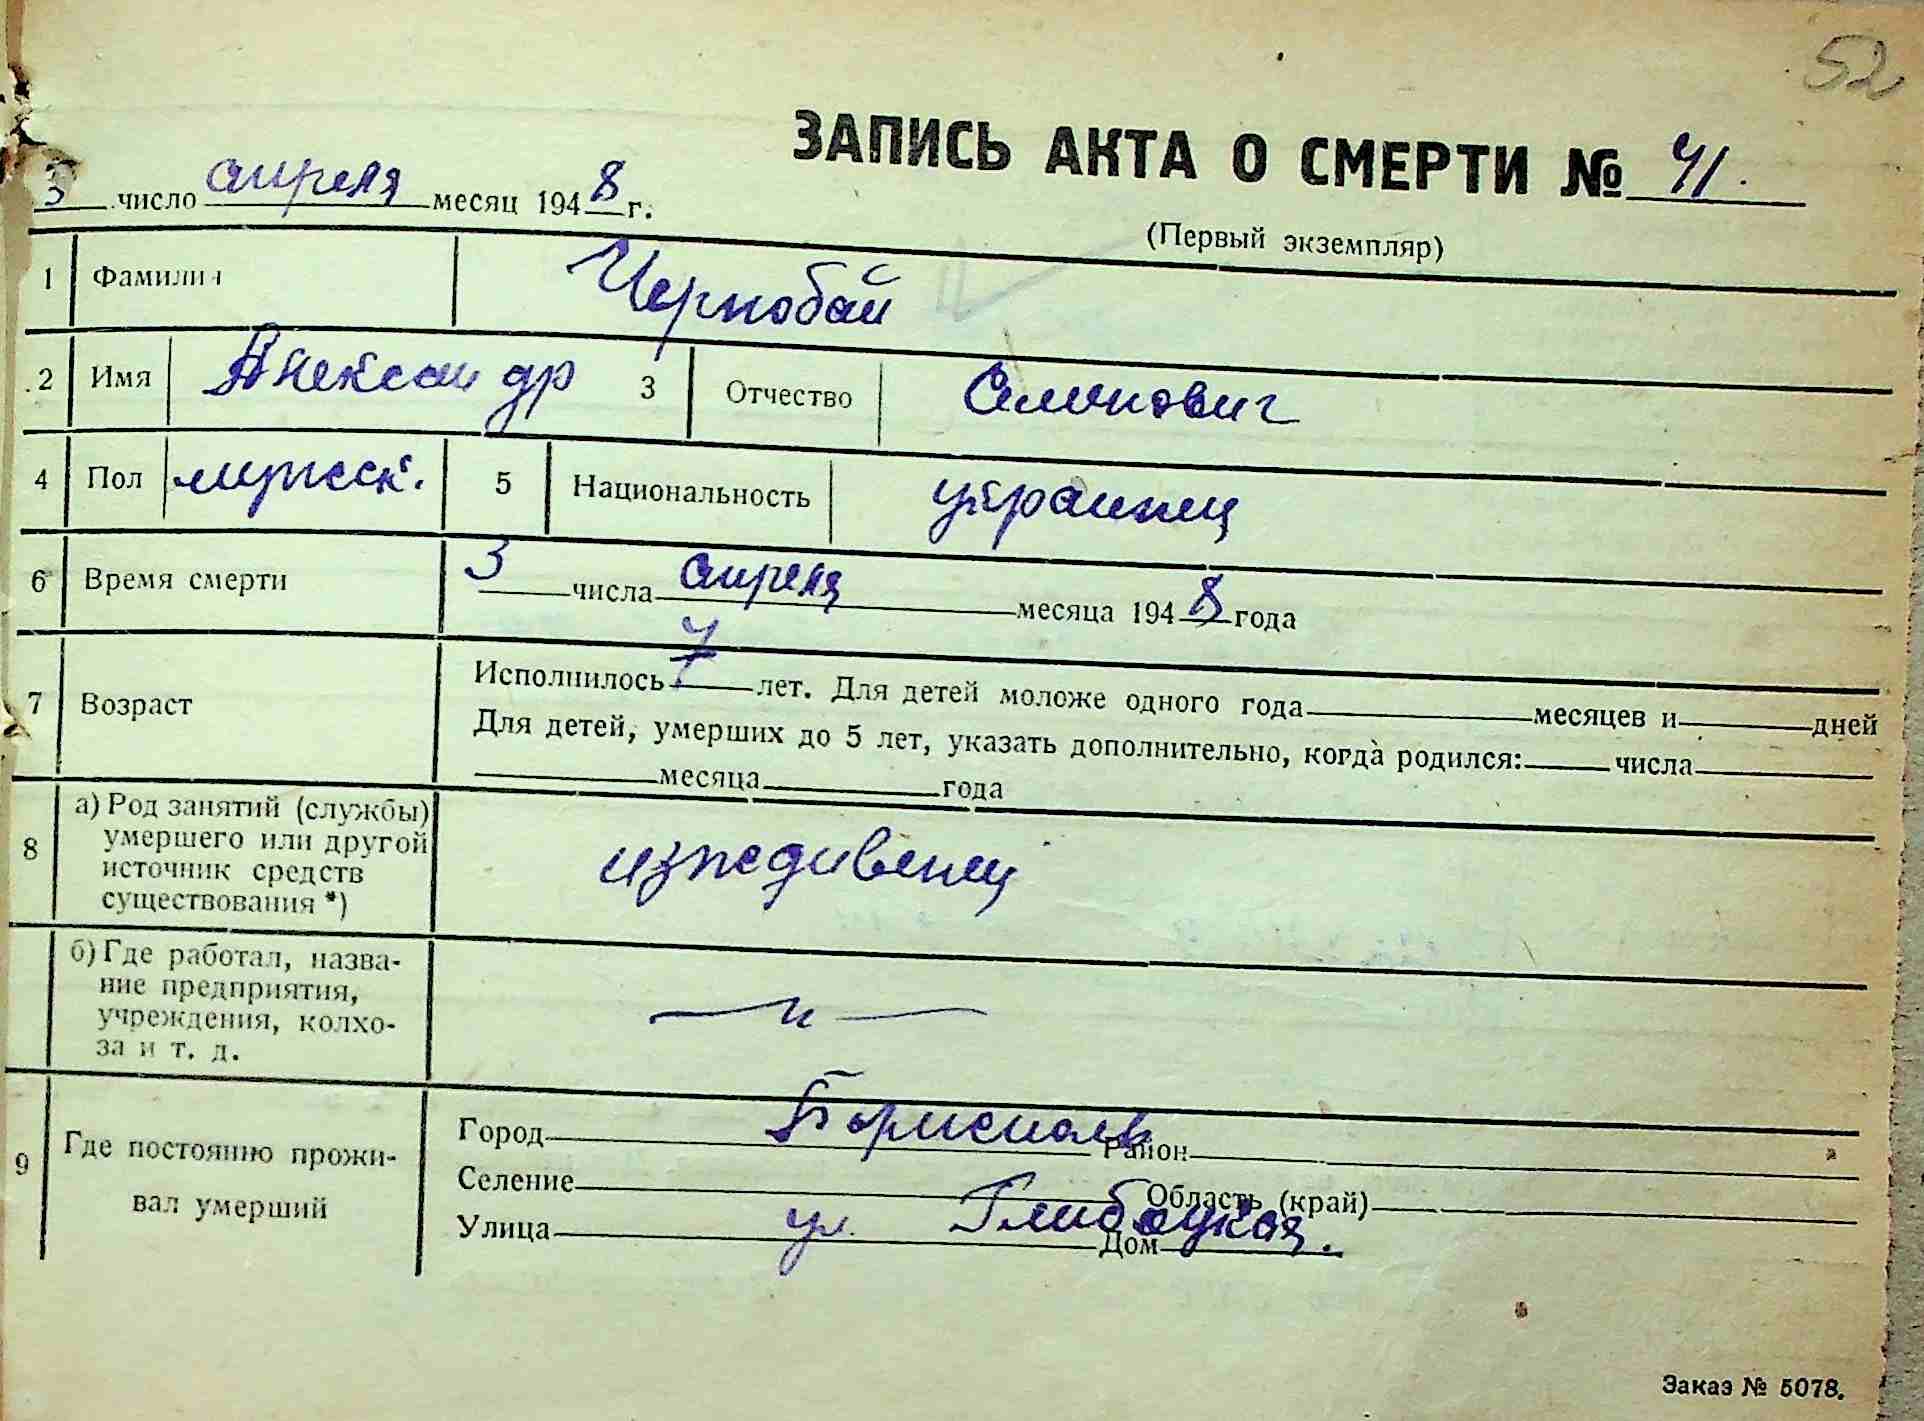 52
ЗАПИСЬ АКТА О СМЕРТИ № 41.
3 число апреля месяц 1948 г.
(Первый экземпляр)
1 Фамилия Чернобай
2 Имя Александр 3 Отчество Семенович
4 Пол мужск. 5 Национальность украинец
6 Время смерти 3 числа апреля месяца 1948 года
7 Возраст Исполнилось 7 лет. Для детей моложе одного года месяцев и дней
Для детей, умерших до 5 лет, указать дополнительно, когда родился: числа
месяца года
8 а) Род занятий (службы)
умершего или другой
источник средств
существования *)
изждивенец
б) Где работал, назва-
ние предприятия,
учреждения, колхо-
за и т. д.
— " —
9 Где постоянно прожи-
вал умерший
Город Борисполь Район
Селение Область (край)
Улица ул. Глибоцкая. Дом
Заказ № 5078.